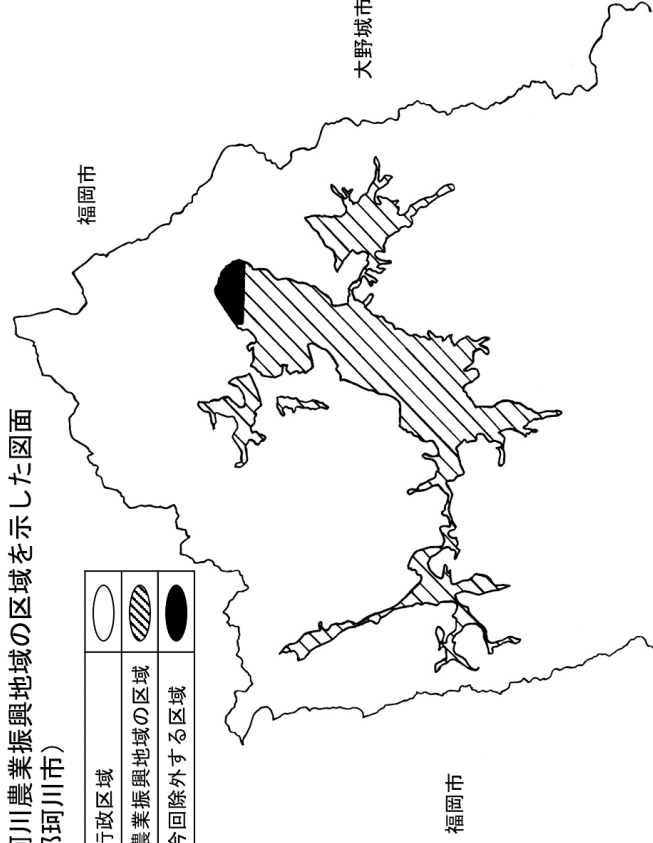 珂川農業振興地域の区域を示した図面
那珂川市）
行政区域
農業振興地域の区域
今回除外する区域
福岡市
大野城市
福岡市